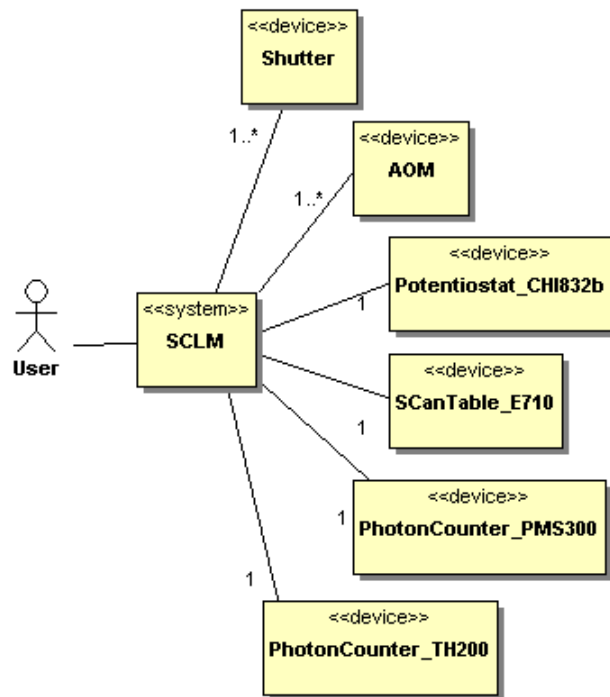 <<device>>
Shutter
1..*
<<device>>
AOM
1..*
<<device>>
Potentiostat_CHI832b
1
<<system>>
SCLM
User
<<device>>
SCanTable_E710
1
<<device>>
PhotonCounter_PMS300
1
<<device>>
PhotonCounter_TH200
1